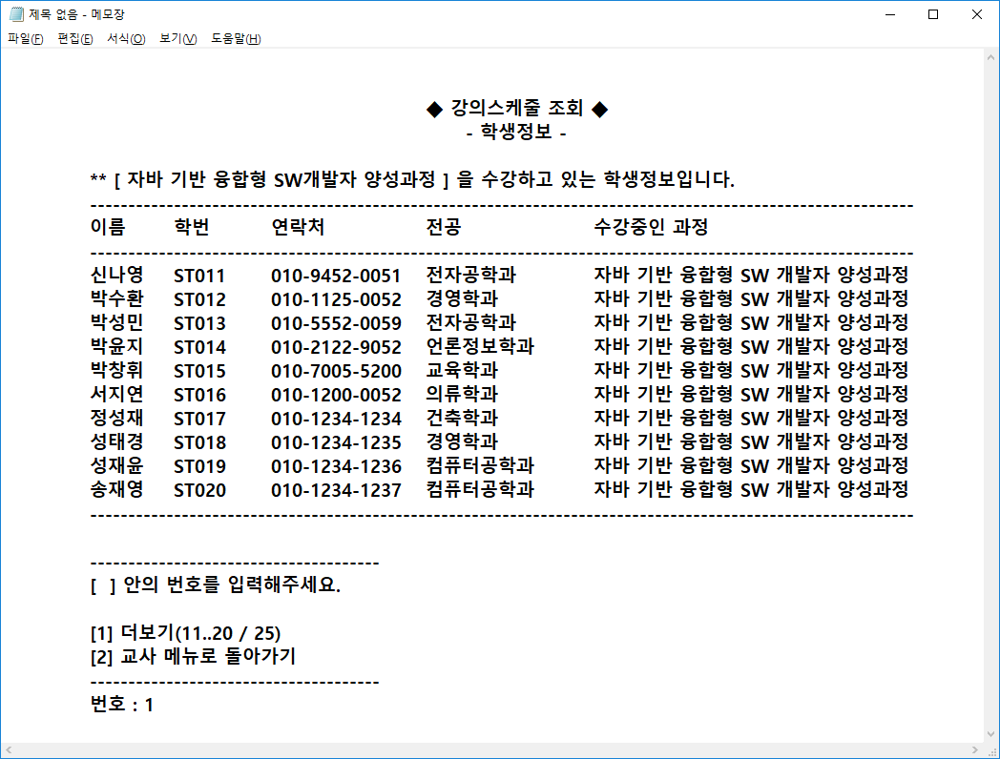 제목 없음 - 메모장
파일(F) 편집(E) 서식(O) 보기(V) 도움말(H)
◆ 강의스케줄 조회 ◆
- 학생정보 -
** [ 자바 기반 융합형 SW개발자 양성과정 ] 을 수강하고 있는 학생정보입니다.
------------------------------------------------------------------------------------------------------------
이름 학번 연락처 전공 수강중인 과정
------------------------------------------------------------------------------------------------------------
신나영 ST011 010-9452-0051 전자공학과 자바 기반 융합형 SW 개발자 양성과정
박수환 ST012 010-1125-0052 경영학과 자바 기반 융합형 SW 개발자 양성과정
박성민 ST013 010-5552-0059 전자공학과 자바 기반 융합형 SW 개발자 양성과정
박윤지 ST014 010-2122-9052 언론정보학과 자바 기반 융합형 SW 개발자 양성과정
박창휘 ST015 010-7005-5200 교육학과 자바 기반 융합형 SW 개발자 양성과정
서지연 ST016 010-1200-0052 의류학과 자바 기반 융합형 SW 개발자 양성과정
정성재 ST017 010-1234-1234 건축학과 자바 기반 융합형 SW 개발자 양성과정
성태경 ST018 010-1234-1235 경영학과 자바 기반 융합형 SW 개발자 양성과정
성재윤 ST019 010-1234-1236 컴퓨터공학과 자바 기반 융합형 SW 개발자 양성과정
송재영 ST020 010-1234-1237 컴퓨터공학과 자바 기반 융합형 SW 개발자 양성과정
------------------------------------------------------------------------------------------------------------
--------------------------------------
[  ] 안의 번호를 입력해주세요.
[1] 더보기(11..20 / 25)
[2] 교사 메뉴로 돌아가기
--------------------------------------
번호 : 1